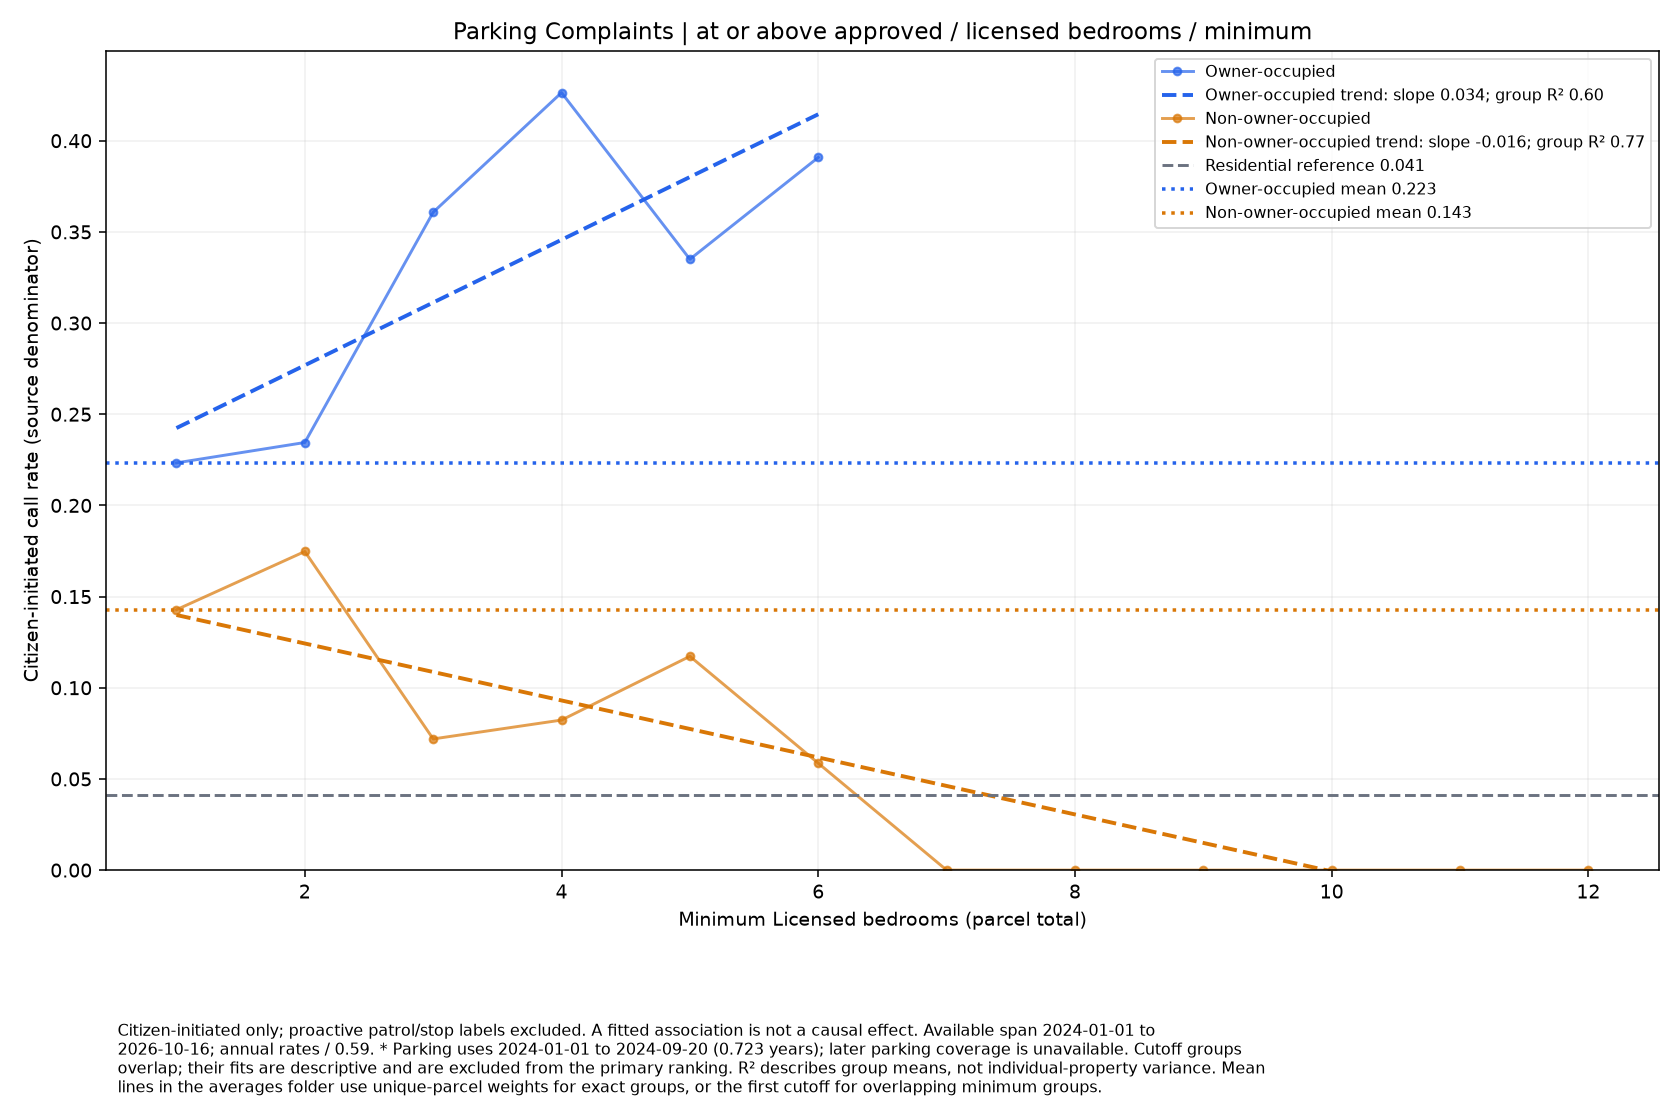 Parking Complaints | at or above approved / licensed bedrooms / minimum
Owner-occupied
Owner-occupied trend: slope 0.034; group R² 0.60
Non-owner-occupied
Non-owner-occupied trend: slope -0.016; group R² 0.77
Residential reference 0.041
Owner-occupied mean 0.223
Non-owner-occupied mean 0.143
Citizen-initiated call rate (source denominator)
0.40
0.35
0.30
0.25
0.20
0.15
0.10
0.05
0.00
2 4 6 8 10 12
Minimum Licensed bedrooms (parcel total)
Citizen-initiated only; proactive patrol/stop labels excluded. A fitted association is not a causal effect. Available span 2024-01-01 to
2026-10-16; annual rates / 0.59. * Parking uses 2024-01-01 to 2024-09-20 (0.723 years); later parking coverage is unavailable. Cutoff groups
overlap; their fits are descriptive and are excluded from the primary ranking. R² describes group means, not individual-property variance. Mean
lines in the averages folder use unique-parcel weights for exact groups, or the first cutoff for overlapping minimum groups.